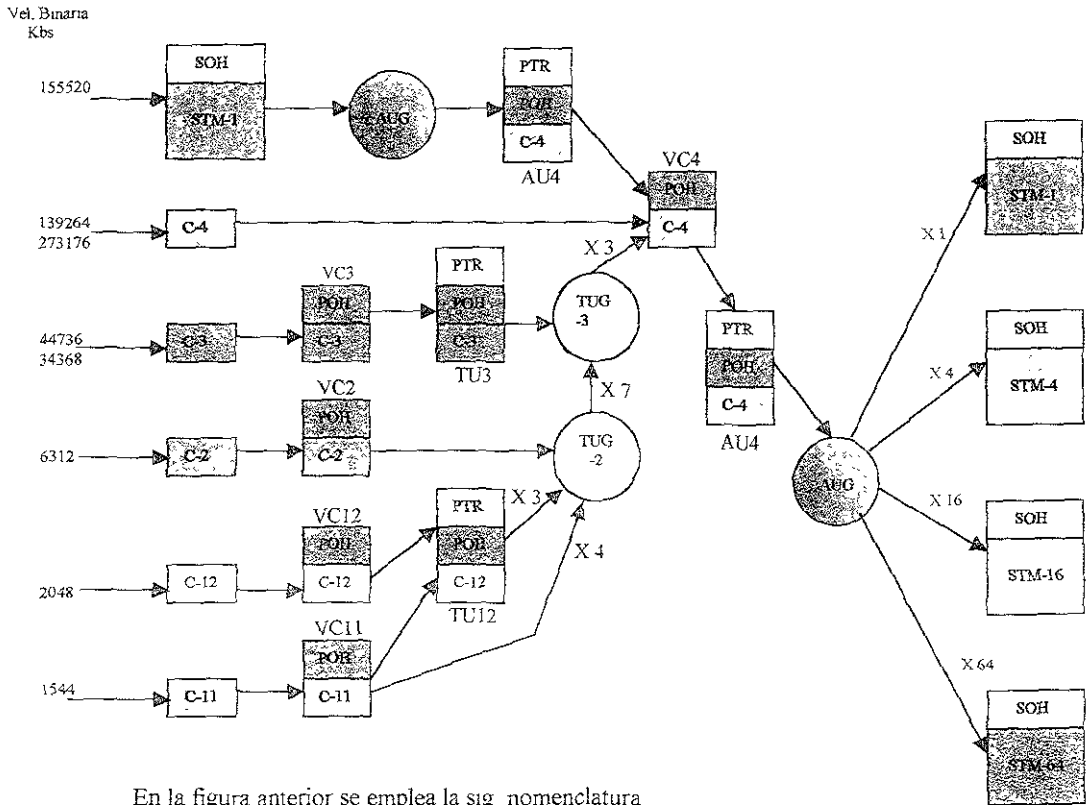 Vel. Binaria
Kbs
155520
SOH
STM-1
AUG
PTR
POH
C-4
AU4
139264
273176
C-4
VC4
POH
C-4
X 3
44736
34368
C-3
VC3
POH
C-3
PTR
POH
C-3
TU3
TUG
-3
X 7
6312
C-2
VC2
POH
C-2
TUG
-2
X 3
X 4
2048
C-12
VC12
POH
C-12
PTR
POH
C-12
TU12
1544
C-11
VC11
POH
C-11
PTR
POH
C-4
AU4
AUG
X 1
X 4
X 16
X 64
SOH
STM-1
SOH
STM-4
SOH
STM-16
SOH
STM-64
En la figura anterior se emplea la sig nomenclatura